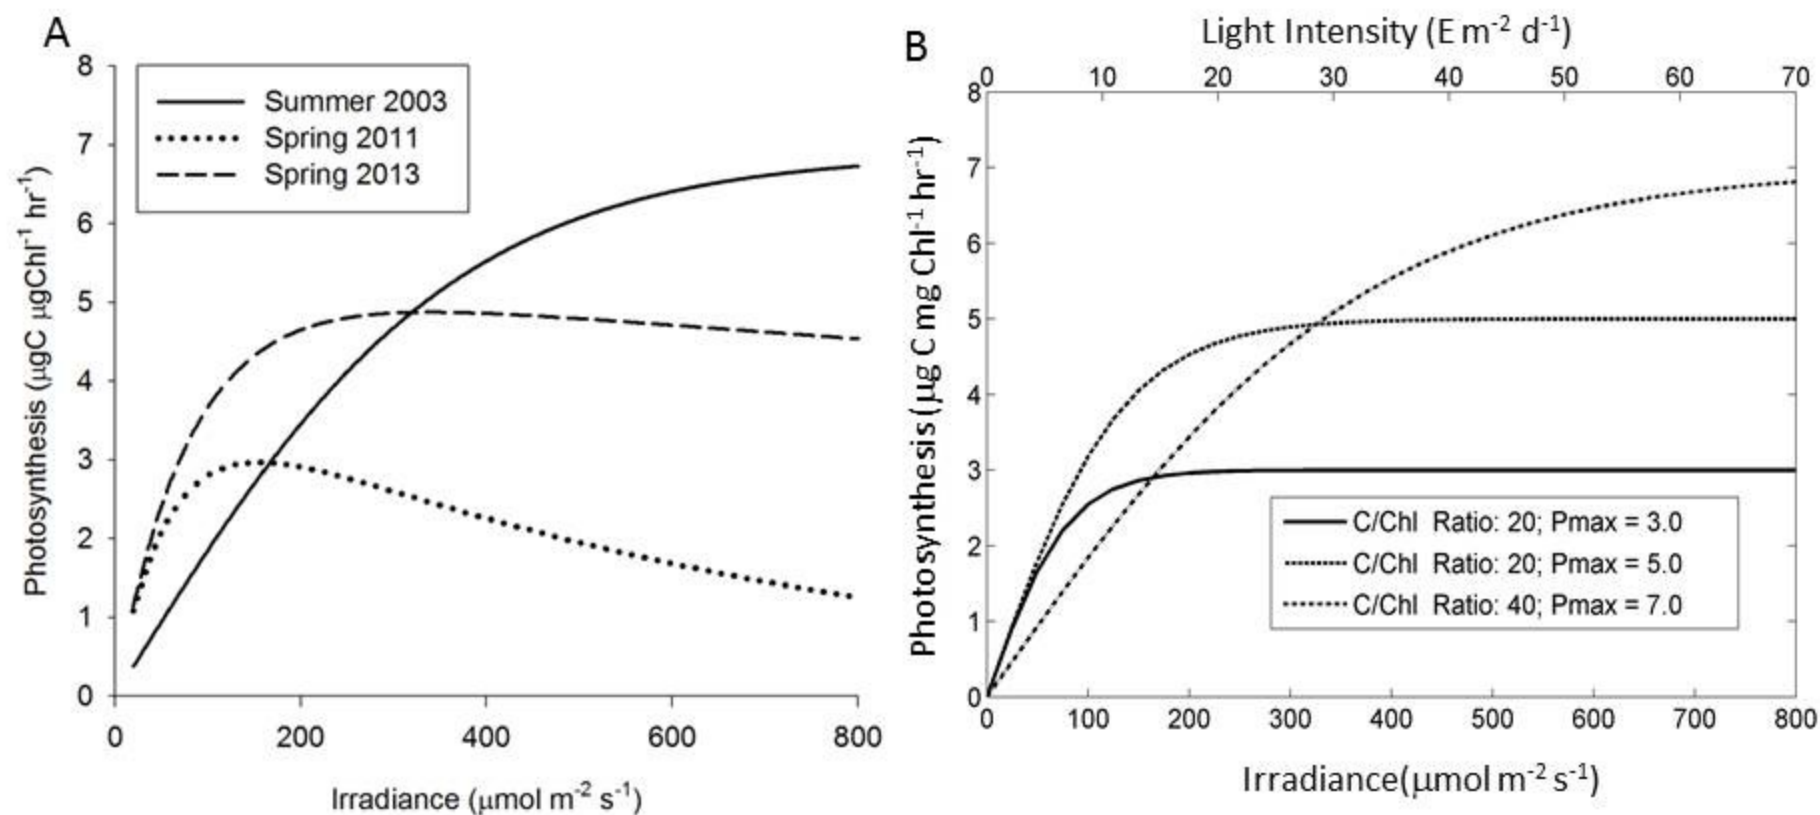 A
8
7
6
5
4
3
2
1
0
Photosynthesis (µgC µgChl⁻¹ hr⁻¹)
Summer 2003
Spring 2011
Spring 2013
0 200 400 600 800
Irradiance (µmol m⁻² s⁻¹)
B
Light Intensity (E m⁻² d⁻¹)
0 10 20 30 40 50 60 70
8
7
6
5
4
3
2
1
0
Photosynthesis (µg C mg Chl⁻¹ hr⁻¹)
C/Chl Ratio: 20; Pmax = 3.0
C/Chl Ratio: 20; Pmax = 5.0
C/Chl Ratio: 40; Pmax = 7.0
0 100 200 300 400 500 600 700 800
Irradiance(µmol m⁻² s⁻¹)